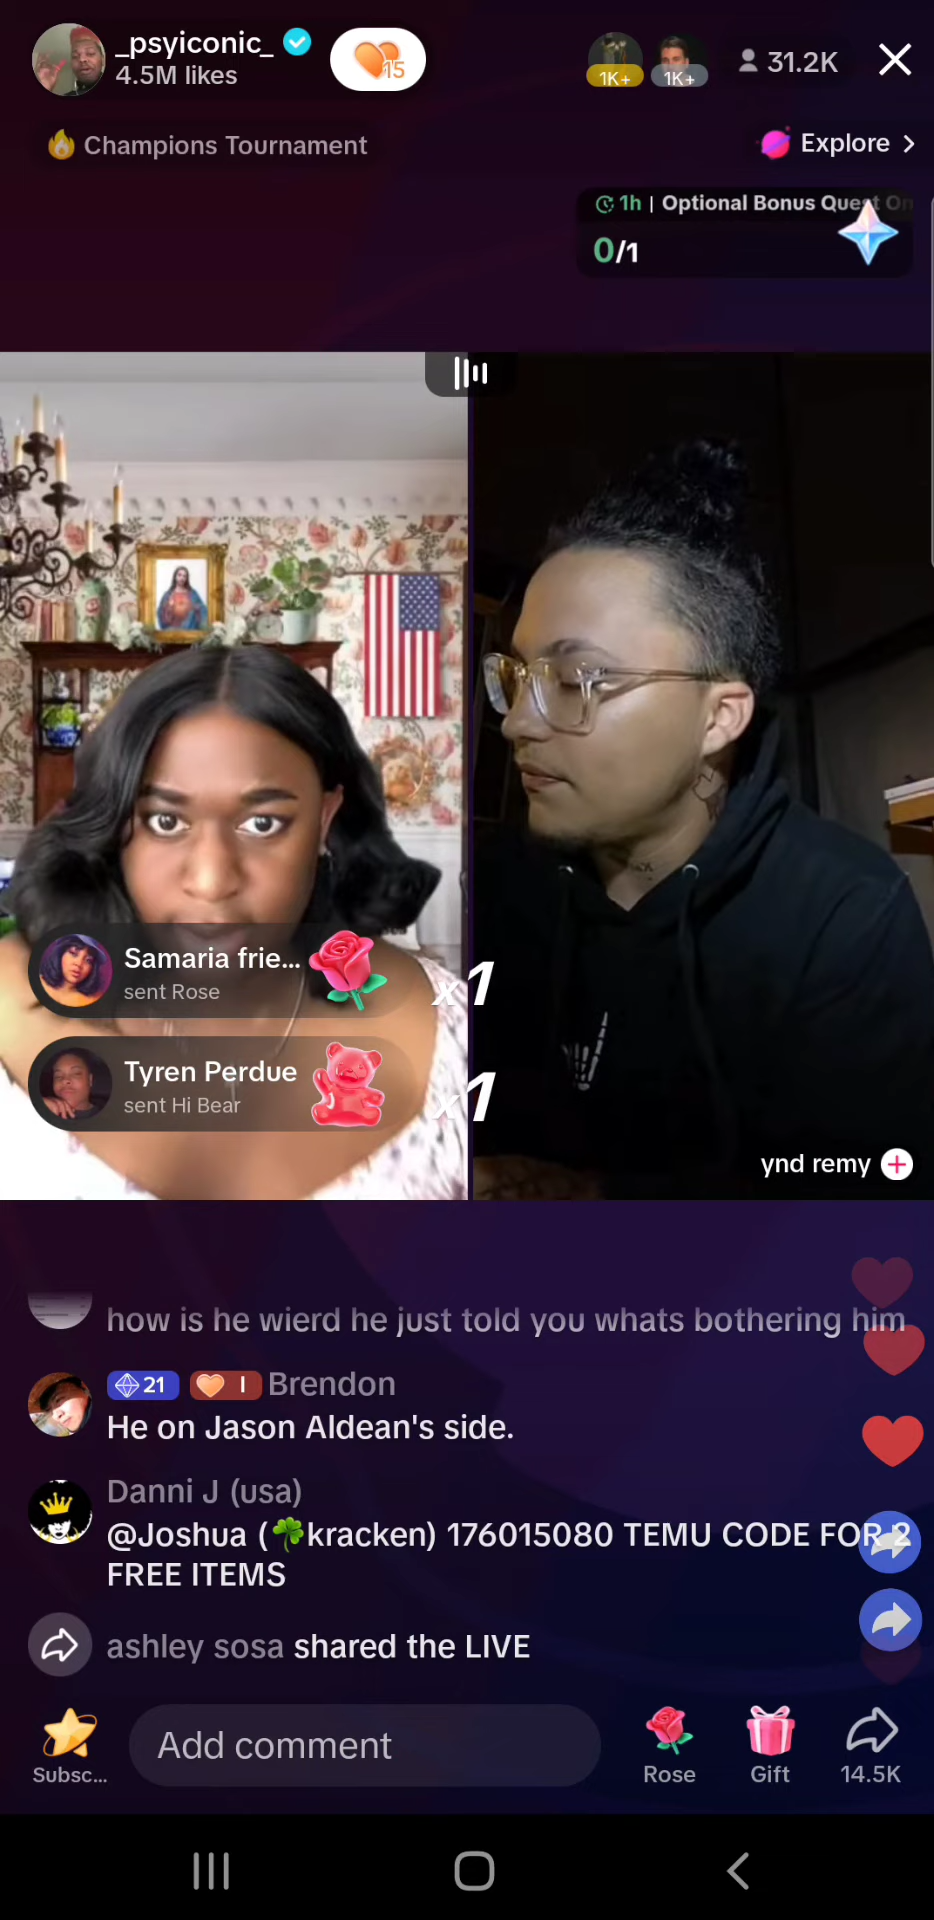 _psyiconic_
4.5M likes
15
1K+
1K+
31.2K
Champions Tournament
Explore >
1h | Optional Bonus Quest On
0/1
Samaria frie...
sent Rose
x1
Tyren Perdue
sent Hi Bear
x1
ynd remy
how is he wierd he just told you whats bothering him
21 I Brendon
He on Jason Aldean's side.
Danni J (usa)
@Joshua (☘kracken) 176015080 TEMU CODE FOR 2
FREE ITEMS
ashley sosa shared the LIVE
Subsc...
Add comment
Rose
Gift
14.5K